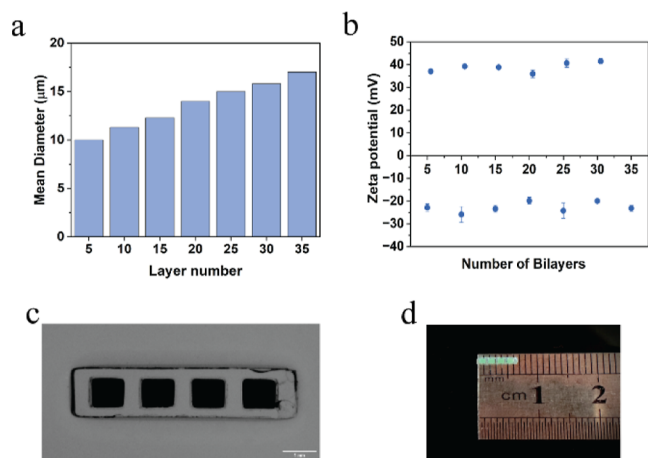 a
20
15
10
5
0
Mean Diameter (μm)
5 10 15 20 25 30 35
Layer number
b
50
40
30
20
10
0
−10
−20
−30
−40
Zeta potential (mV)
5 10 15 20 25 30 35
Number of Bilayers
c
d
mm
cm 1 2